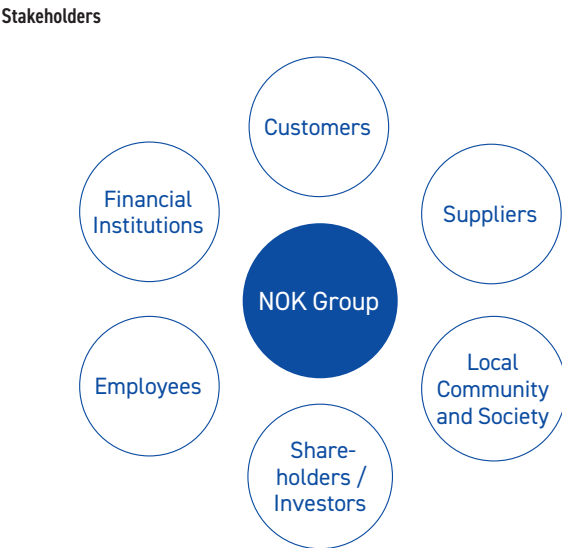 Stakeholders
Customers
Financial
Institutions
Suppliers
NOK Group
Employees
Local
Community
and Society
Share-
holders /
Investors